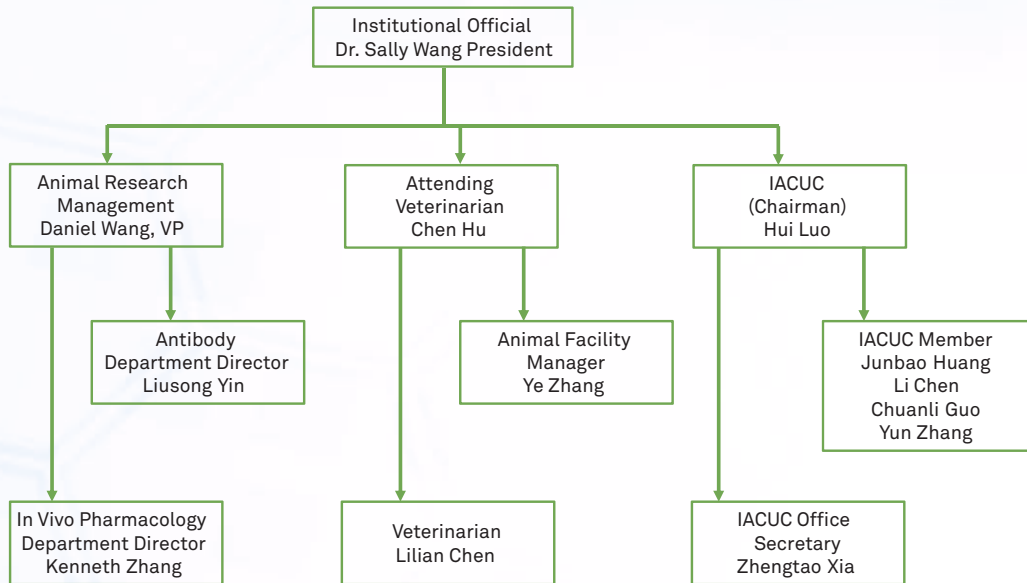 Institutional Official
Dr. Sally Wang President
Animal Research
Management
Daniel Wang, VP
Attending
Veterinarian
Chen Hu
IACUC
(Chairman)
Hui Luo
Antibody
Department Director
Liusong Yin
Animal Facility
Manager
Ye Zhang
IACUC Member
Junbao Huang
Li Chen
Chuanli Guo
Yun Zhang
In Vivo Pharmacology
Department Director
Kenneth Zhang
Veterinarian
Lilian Chen
IACUC Office
Secretary
Zhengtao Xia